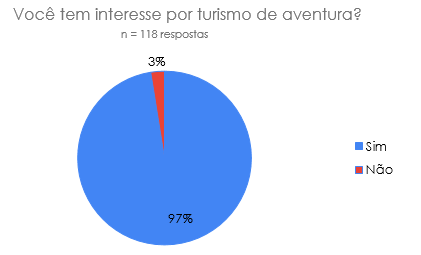 Você tem interesse por turismo de aventura?
n = 118 respostas
3%
Sim
Não
97%